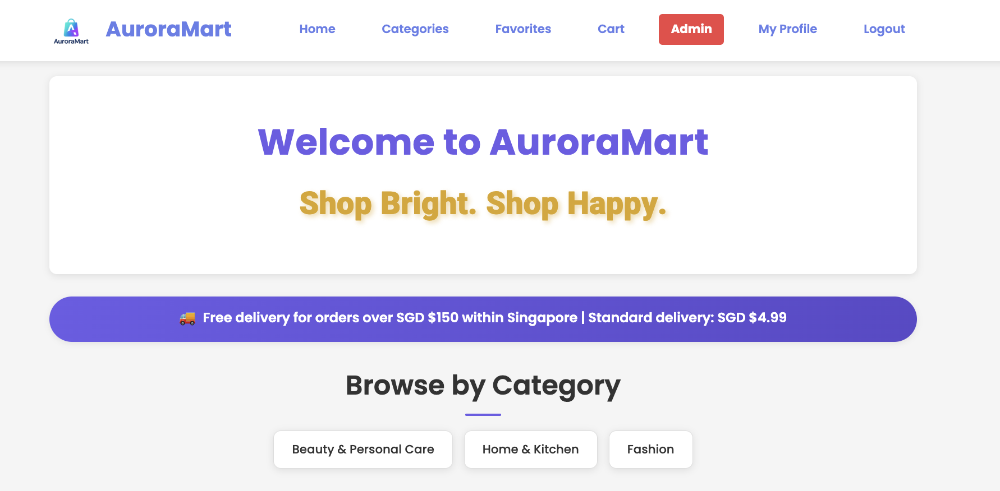 AuroraMart
AuroraMart
Home
Categories
Favorites
Cart
Admin
My Profile
Logout
Welcome to AuroraMart
Shop Bright. Shop Happy.
🚚 Free delivery for orders over SGD $150 within Singapore | Standard delivery: SGD $4.99
Browse by Category
Beauty & Personal Care
Home & Kitchen
Fashion